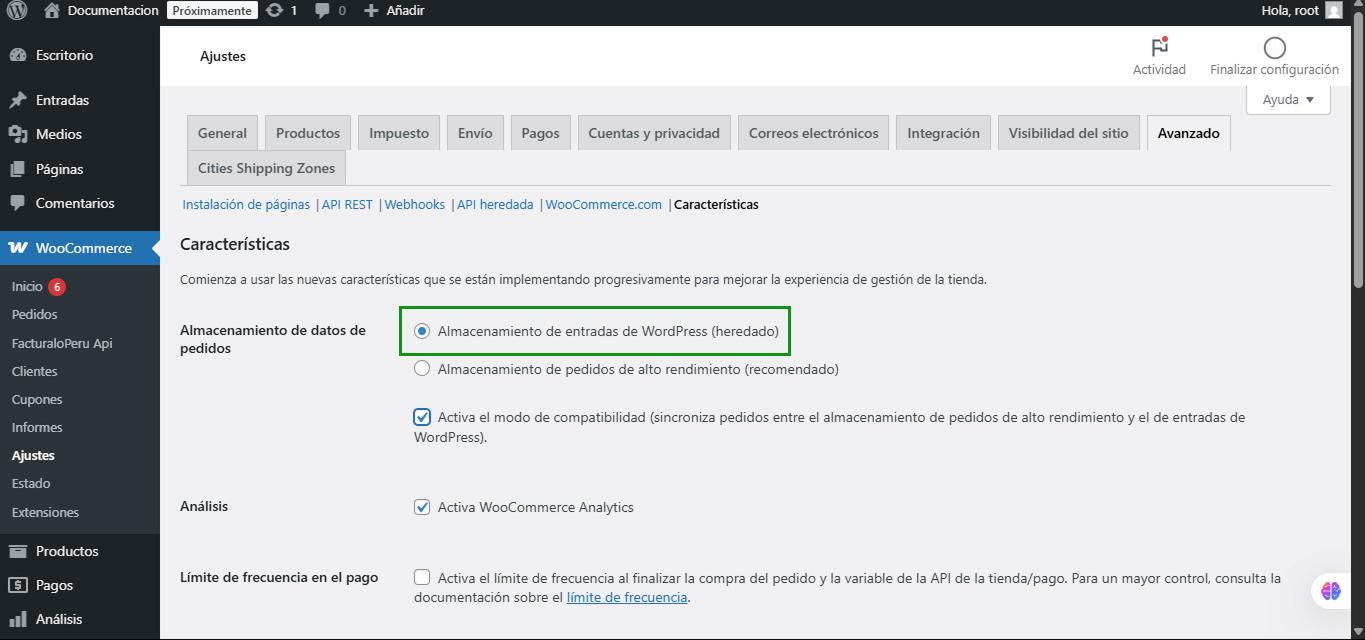 Documentacion Próximamente 1 0 Añadir Hola, root
Escritorio
Entradas
Medios
Páginas
Comentarios
WooCommerce
Inicio 6
Pedidos
FacturaloPeru Api
Clientes
Cupones
Informes
Ajustes
Estado
Extensiones
Productos
Pagos
Análisis
Ajustes
Actividad
Finalizar configuración
Ayuda
General Productos Impuesto Envío Pagos Cuentas y privacidad Correos electrónicos Integración Visibilidad del sitio Avanzado
Cities Shipping Zones
Instalación de páginas | API REST | Webhooks | API heredada | WooCommerce.com | Características
Características
Comienza a usar las nuevas características que se están implementando progresivamente para mejorar la experiencia de gestión de la tienda.
Almacenamiento de datos de
pedidos
Almacenamiento de entradas de WordPress (heredado)
Almacenamiento de pedidos de alto rendimiento (recomendado)
Activa el modo de compatibilidad (sincroniza pedidos entre el almacenamiento de pedidos de alto rendimiento y el de entradas de
WordPress).
Análisis
Activa WooCommerce Analytics
Límite de frecuencia en el pago
Activa el límite de frecuencia al finalizar la compra del pedido y la variable de la API de la tienda/pago. Para un mayor control, consulta la
documentación sobre el límite de frecuencia.